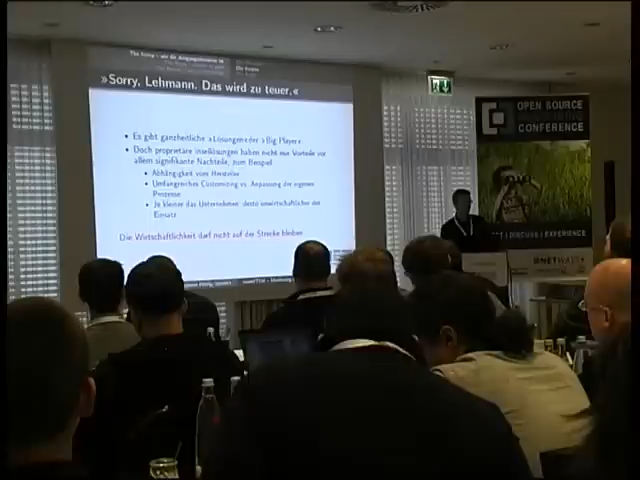 »Sorry, Lehmann. Das wird zu teuer.«
Es gibt ganzheitliche »Lösungen« der »Big Player«
Doch proprietäre Insellösungen haben nicht nur Vorteile vor
allem signifikante Nachteile, zum Beispiel
Abhängigkeit vom Hersteller
Umfangreiches Customizing vs. Anpassung der eigenen
Prozesse
Je kleiner das Unternehmen desto unwirtschaftlicher der
Einsatz
Die Wirtschaftlichkeit darf nicht auf der Strecke bleiben
OPEN SOURCE
CONFERENCE
DISCUSS | EXPERIENCE
NETWAYS